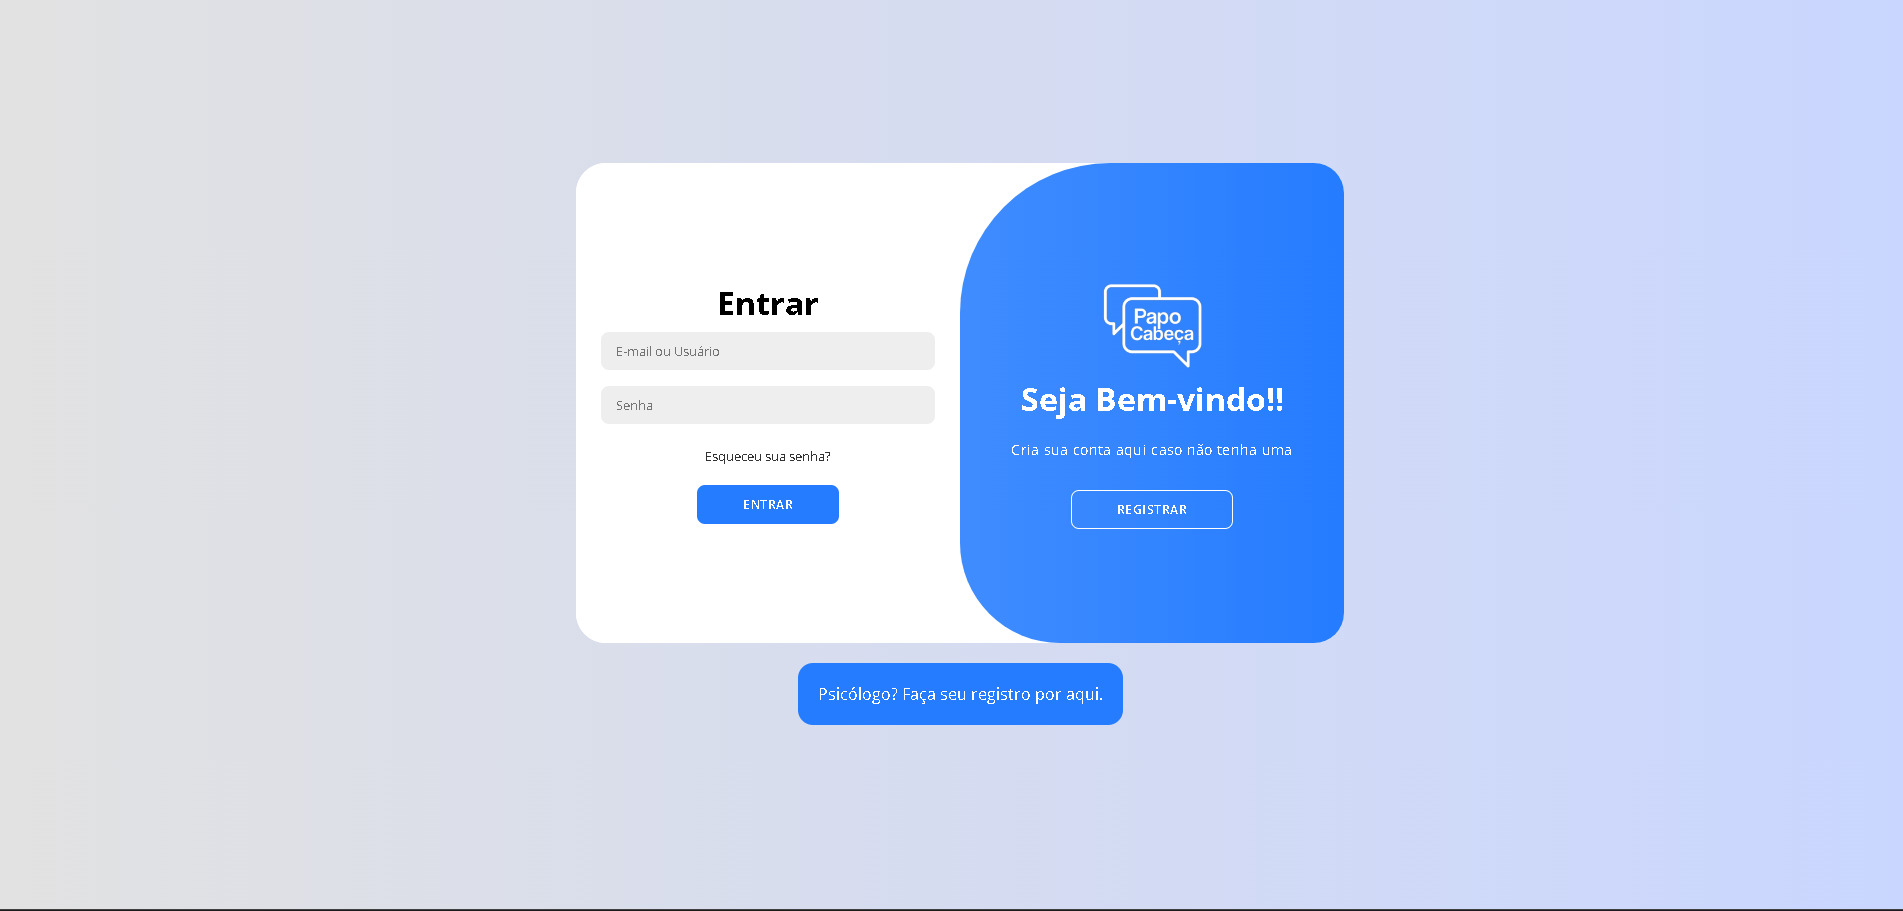 Entrar
E-mail ou Usuário
Senha
Esqueceu sua senha?
ENTRAR
Papo
Cabeça
Seja Bem-vindo!!
Cria sua conta aqui caso não tenha uma
REGISTRAR
Psicólogo? Faça seu registro por aqui.